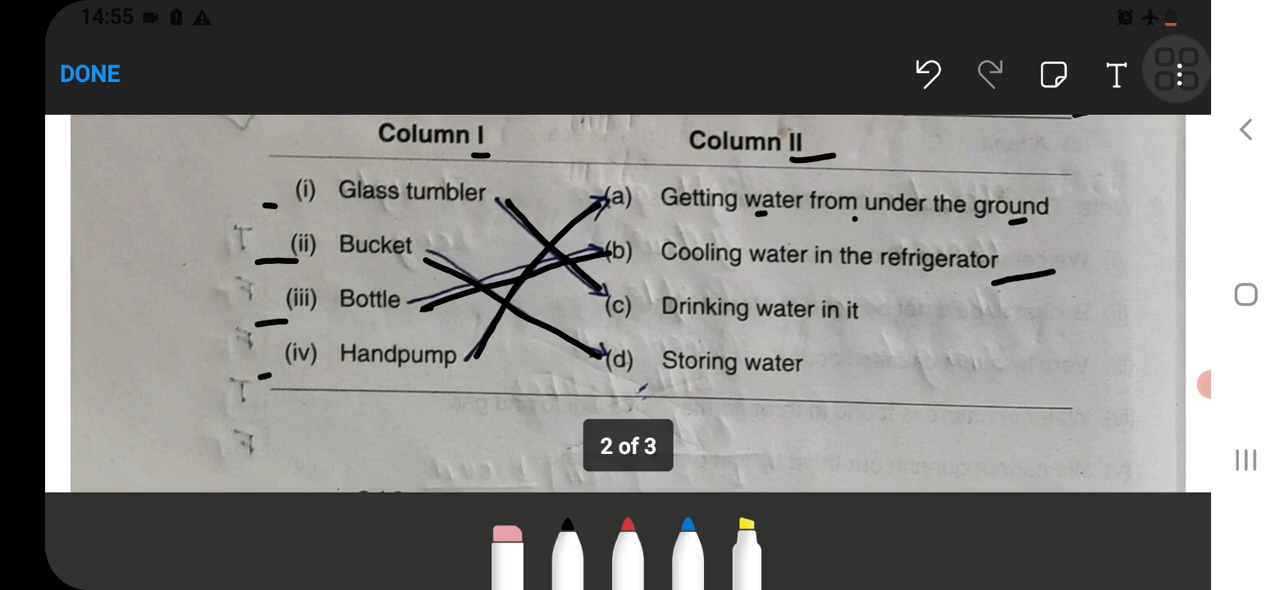 14:55
DONE
T
Column I Column II
(i) Glass tumbler (a) Getting water from under the ground
(ii) Bucket (b) Cooling water in the refrigerator
(iii) Bottle (c) Drinking water in it
(iv) Handpump (d) Storing water
2 of 3